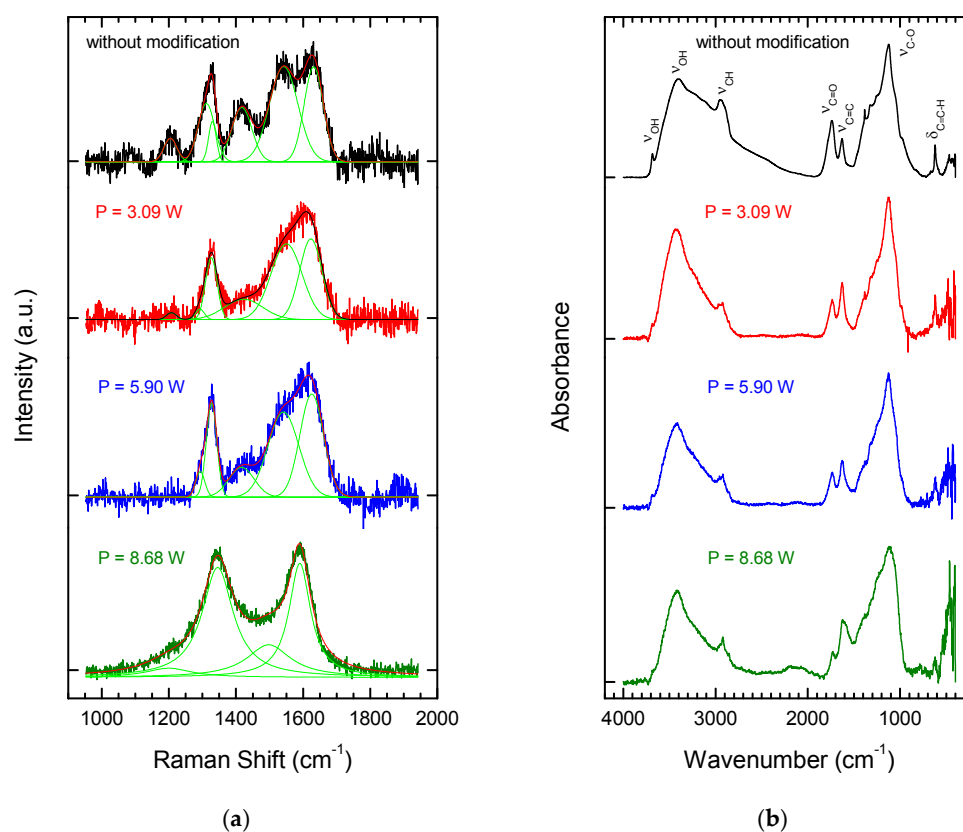 without modification
P = 3.09 W
P = 5.90 W
P = 8.68 W
Intensity (a.u.)
1000 1200 1400 1600 1800 2000
Raman Shift (cm⁻¹)
(a)
without modification
νOH
νOH
νCH
νC=O
νC=C
νC-O
δC=C-H
P = 3.09 W
P = 5.90 W
P = 8.68 W
Absorbance
4000 3000 2000 1000
Wavenumber (cm⁻¹)
(b)